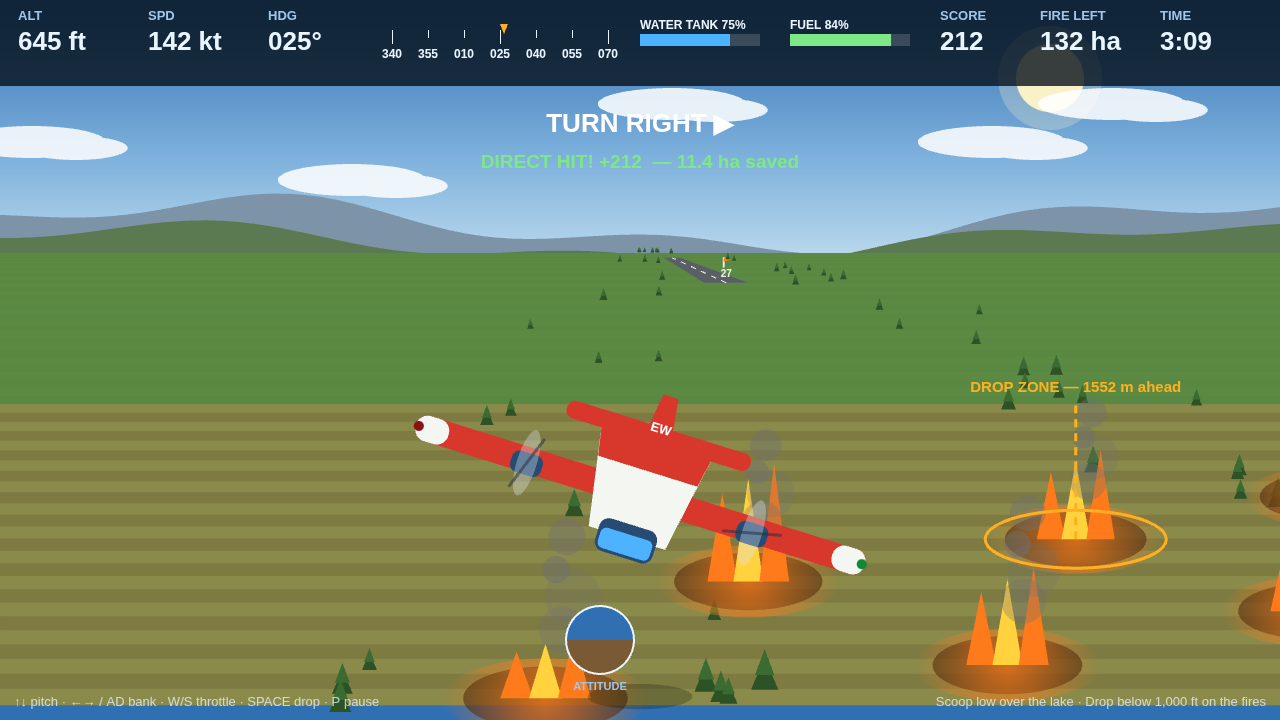 ALT SPD HDG WATER TANK 75% FUEL 84% SCORE FIRE LEFT TIME
645 ft 142 kt 025° 212 132 ha 3:09
340 355 010 025 040 055 070
TURN RIGHT ▶
DIRECT HIT! +212 — 11.4 ha saved
27
DROP ZONE — 1552 m ahead
EW
ATTITUDE
↑↓ pitch · ←→ / AD bank · W/S throttle · SPACE drop · P pause
Scoop low over the lake · Drop below 1,000 ft on the fires